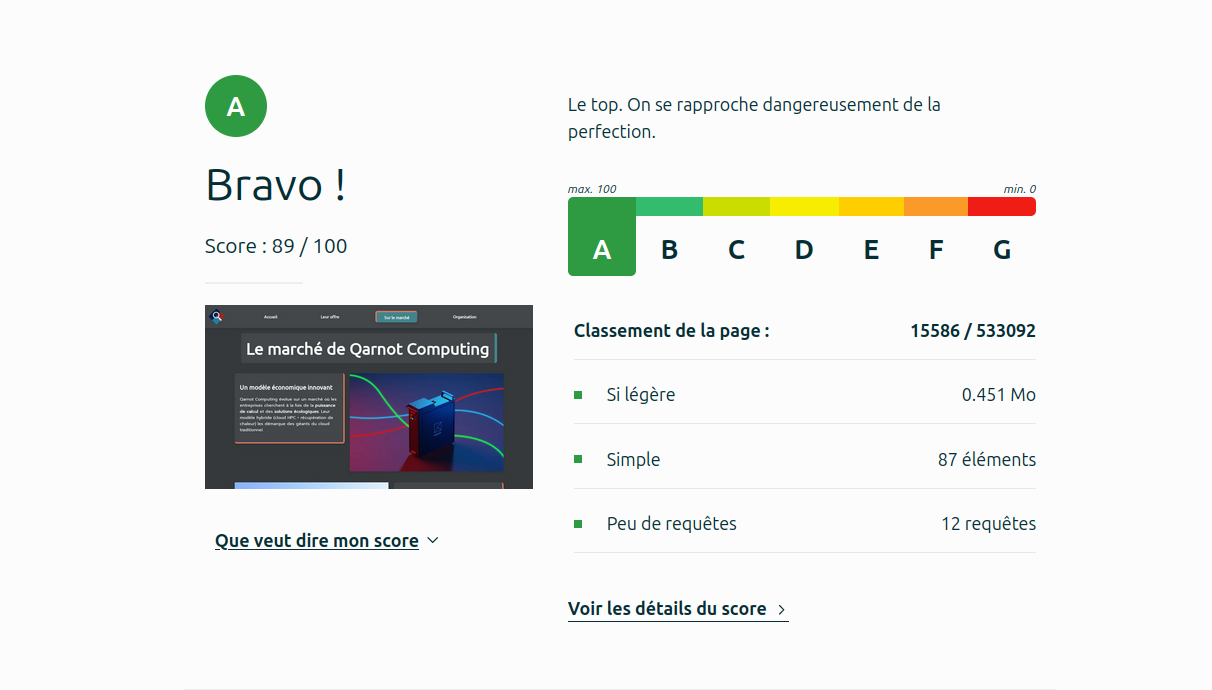 A
Bravo !
Score : 89 / 100
Accueil
Leur offre
Sur le marché
Organisation
Le marché de Qarnot Computing
Un modèle économique innovant
Qarnot Computing évolue sur un marché où les
entreprises cherchent à la fois de la puissance
de calcul et des solutions écologiques. Leur
modèle hybride (cloud HPC + récupération de
chaleur) les démarque des géants du cloud
traditionnel.
Que veut dire mon score
Le top. On se rapproche dangereusement de la
perfection.
max. 100
min. 0
A B C D E F G
Classement de la page : 15586 / 533092
Si légère 0.451 Mo
Simple 87 éléments
Peu de requêtes 12 requêtes
Voir les détails du score